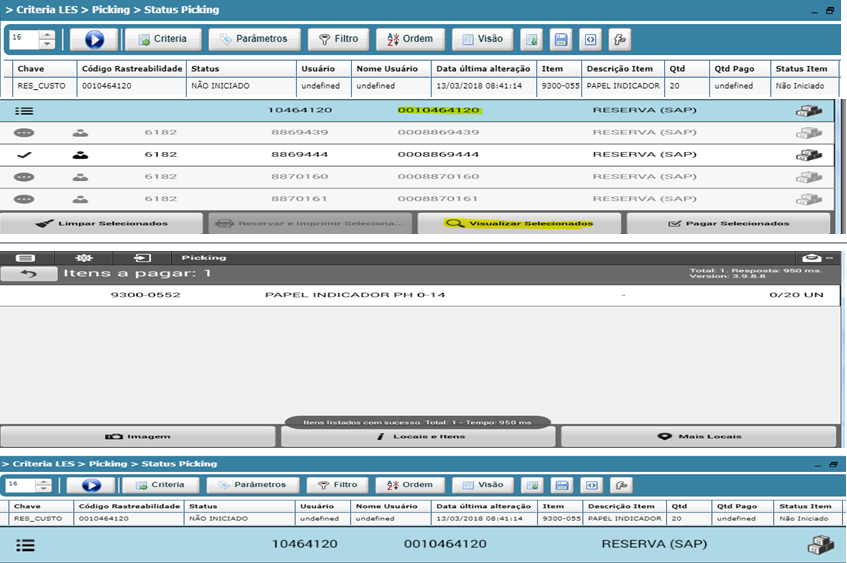 > Criteria LES > Picking > Status Picking
16 Criteria Parâmetros Filtro Ordem Visão
Chave Código Rastreabilidade Status Usuário Nome Usuário Data última alteração Item Descrição Item Qtd Qtd Pago Status Item
RES_CUSTO 0010464120 NÃO INICIADO undefined undefined 13/03/2018 08:41:14 9300-055 PAPEL INDICADOR 20 undefined Não Iniciado
10464120 0010464120 RESERVA (SAP)
6182 8869439 0008869439 RESERVA (SAP)
6182 8869444 0008869444 RESERVA (SAP)
6182 8870160 0008870160 RESERVA (SAP)
6182 8870161 0008870161 RESERVA (SAP)
Limpar Selecionados Reservar e Imprimir Seleciona... Visualizar Selecionados Pagar Selecionados
Picking
Itens a pagar: 1 Total: 1. Resposta: 950 ms.
Version: 3.9.8.8
9300-0552 PAPEL INDICADOR PH 0-14 - 0/20 UN
Itens listados com sucesso. Total: 1 - Tempo: 950 ms
Imagem Locais e Itens Mais Locais
> Criteria LES > Picking > Status Picking
16 Criteria Parâmetros Filtro Ordem Visão
Chave Código Rastreabilidade Status Usuário Nome Usuário Data última alteração Item Descrição Item Qtd Qtd Pago Status Item
RES_CUSTO 0010464120 NÃO INICIADO undefined undefined 13/03/2018 08:41:14 9300-055 PAPEL INDICADOR 20 undefined Não Iniciado
10464120 0010464120 RESERVA (SAP)